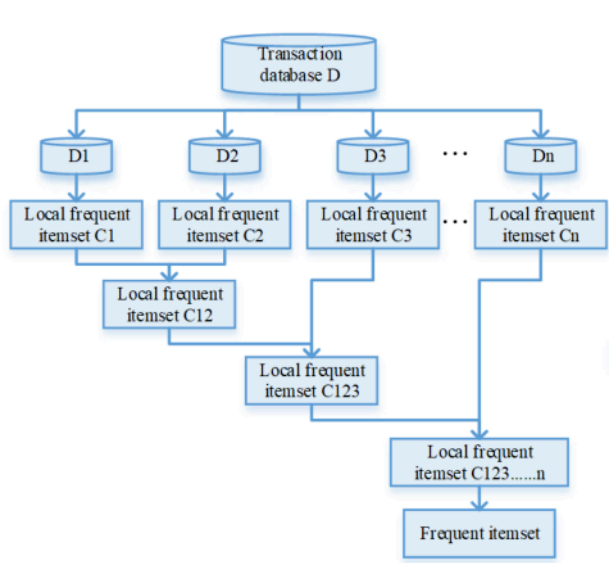 Transaction
database D
D1
D2
D3
...
Dn
Local frequent
itemset C1
Local frequent
itemset C2
Local frequent
itemset C3
...
Local frequent
itemset Cn
Local frequent
itemset C12
Local frequent
itemset C123
Local frequent
itemset C123......n
Frequent itemset